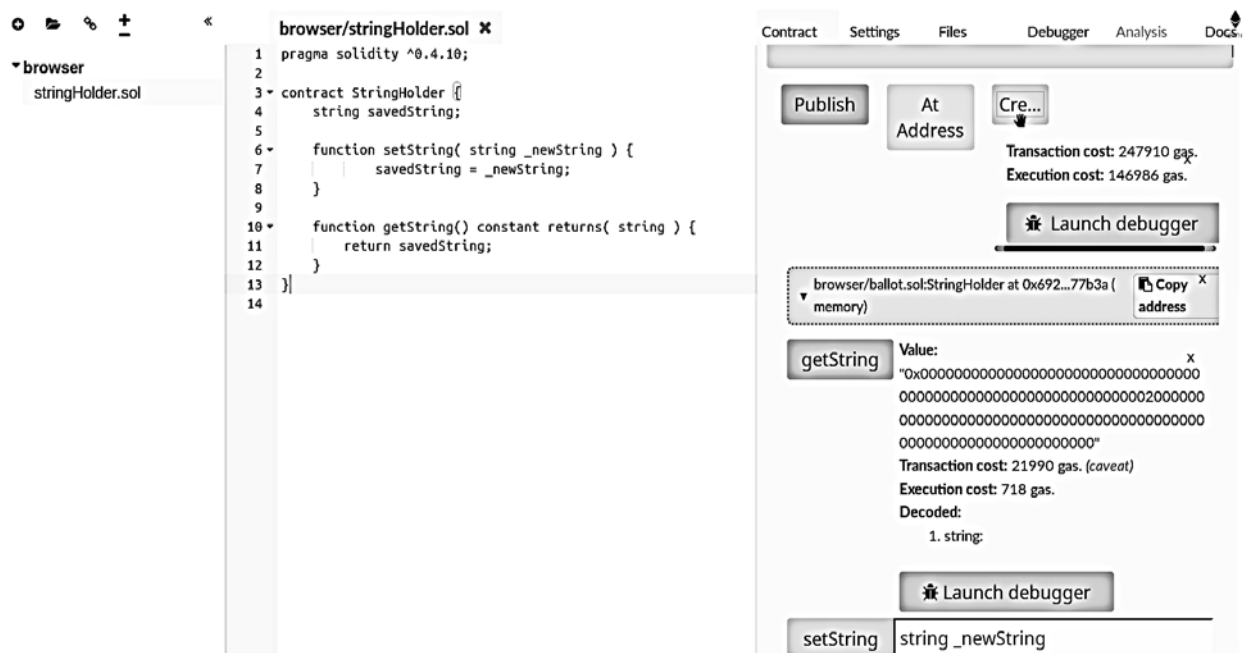 browser/stringHolder.sol ✖
Contract Settings Files Debugger Analysis Docs
browser
stringHolder.sol
1 pragma solidity ^0.4.10;
2
3 contract StringHolder {
4 string savedString;
5
6 function setString( string _newString ) {
7 savedString = _newString;
8 }
9
10 function getString() constant returns( string ) {
11 return savedString;
12 }
13 }
14
Publish
At
Address
Cre...
Transaction cost: 247910 gas.
x
Execution cost: 146986 gas.
Launch debugger
browser/ballot.sol:StringHolder at 0x692...77b3a (
memory)
Copy
address
x
getString
Value:
x
"0x000000000000000000000000000000000
0000000000000000000000000000002000000
000000000000000000000000000000000000
00000000000000000000000"
Transaction cost: 21990 gas. (caveat)
Execution cost: 718 gas.
Decoded:
1. string:
Launch debugger
setString
string _newString